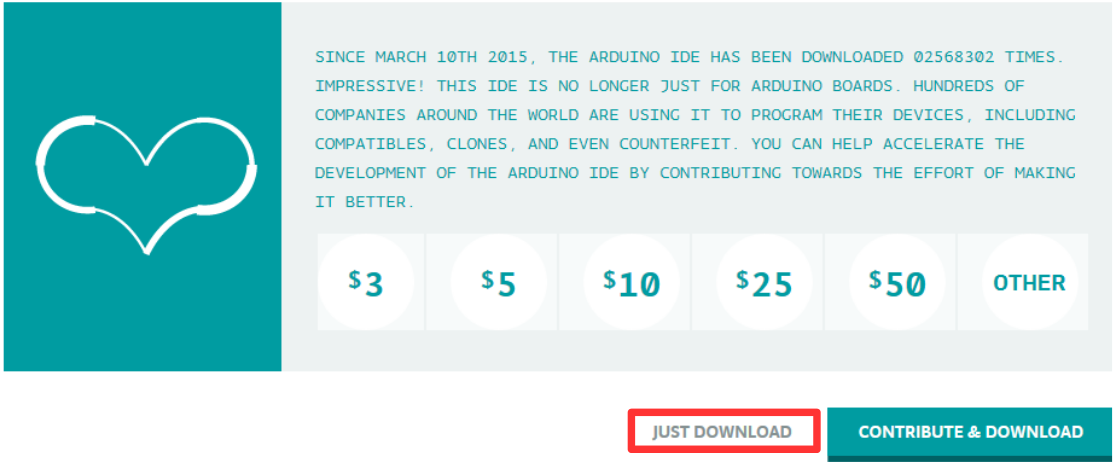 SINCE MARCH 10TH 2015, THE ARDUINO IDE HAS BEEN DOWNLOADED 02568302 TIMES.
IMPRESSIVE! THIS IDE IS NO LONGER JUST FOR ARDUINO BOARDS. HUNDREDS OF
COMPANIES AROUND THE WORLD ARE USING IT TO PROGRAM THEIR DEVICES, INCLUDING
COMPATIBLES, CLONES, AND EVEN COUNTERFEIT. YOU CAN HELP ACCELERATE THE
DEVELOPMENT OF THE ARDUINO IDE BY CONTRIBUTING TOWARDS THE EFFORT OF MAKING
IT BETTER.
$3 $5 $10 $25 $50 OTHER
JUST DOWNLOAD CONTRIBUTE & DOWNLOAD